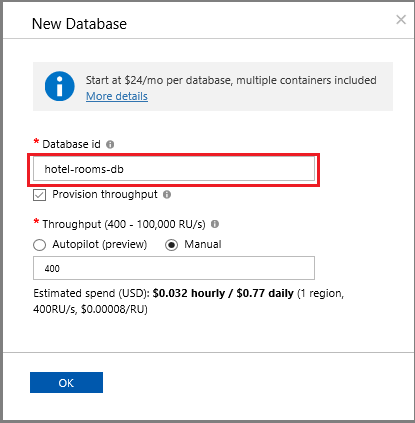 New Database
Start at $24/mo per database, multiple containers included
More details
* Database id
hotel-rooms-db
Provision throughput
* Throughput (400 - 100,000 RU/s)
Autopilot (preview) Manual
400
Estimated spend (USD): $0.032 hourly / $0.77 daily (1 region,
400RU/s, $0.00008/RU)
OK